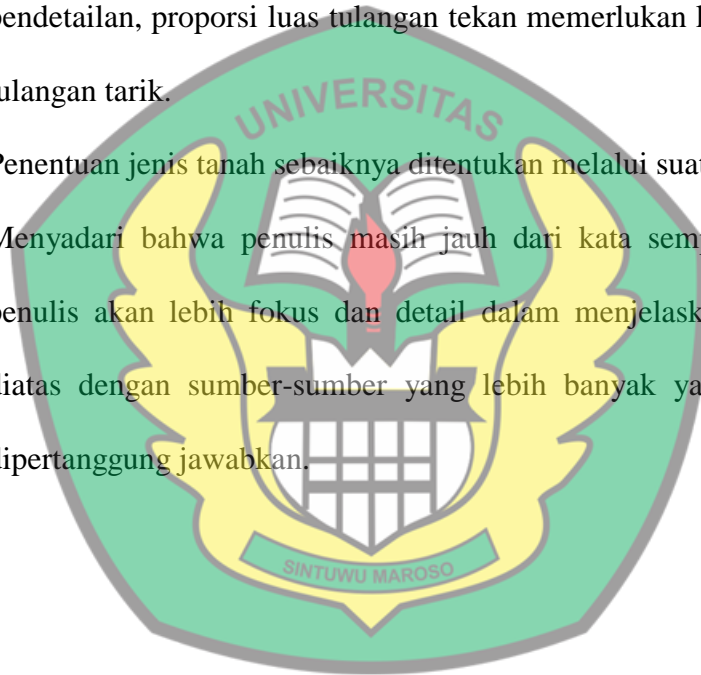 pendetailan, proporsi luas tulangan tekan memerlukan
tulangan tarik.
UNIVERSITAS
Penentuan jenis tanah sebaiknya ditentukan melalui suat
Menyadari bahwa penulis masih jauh dari kata semp
penulis akan lebih fokus dan detail dalam menjelask
diatas dengan sumber-sumber yang lebih banyak ya
dipertanggung jawabkan.
SINTUWU MAROSO